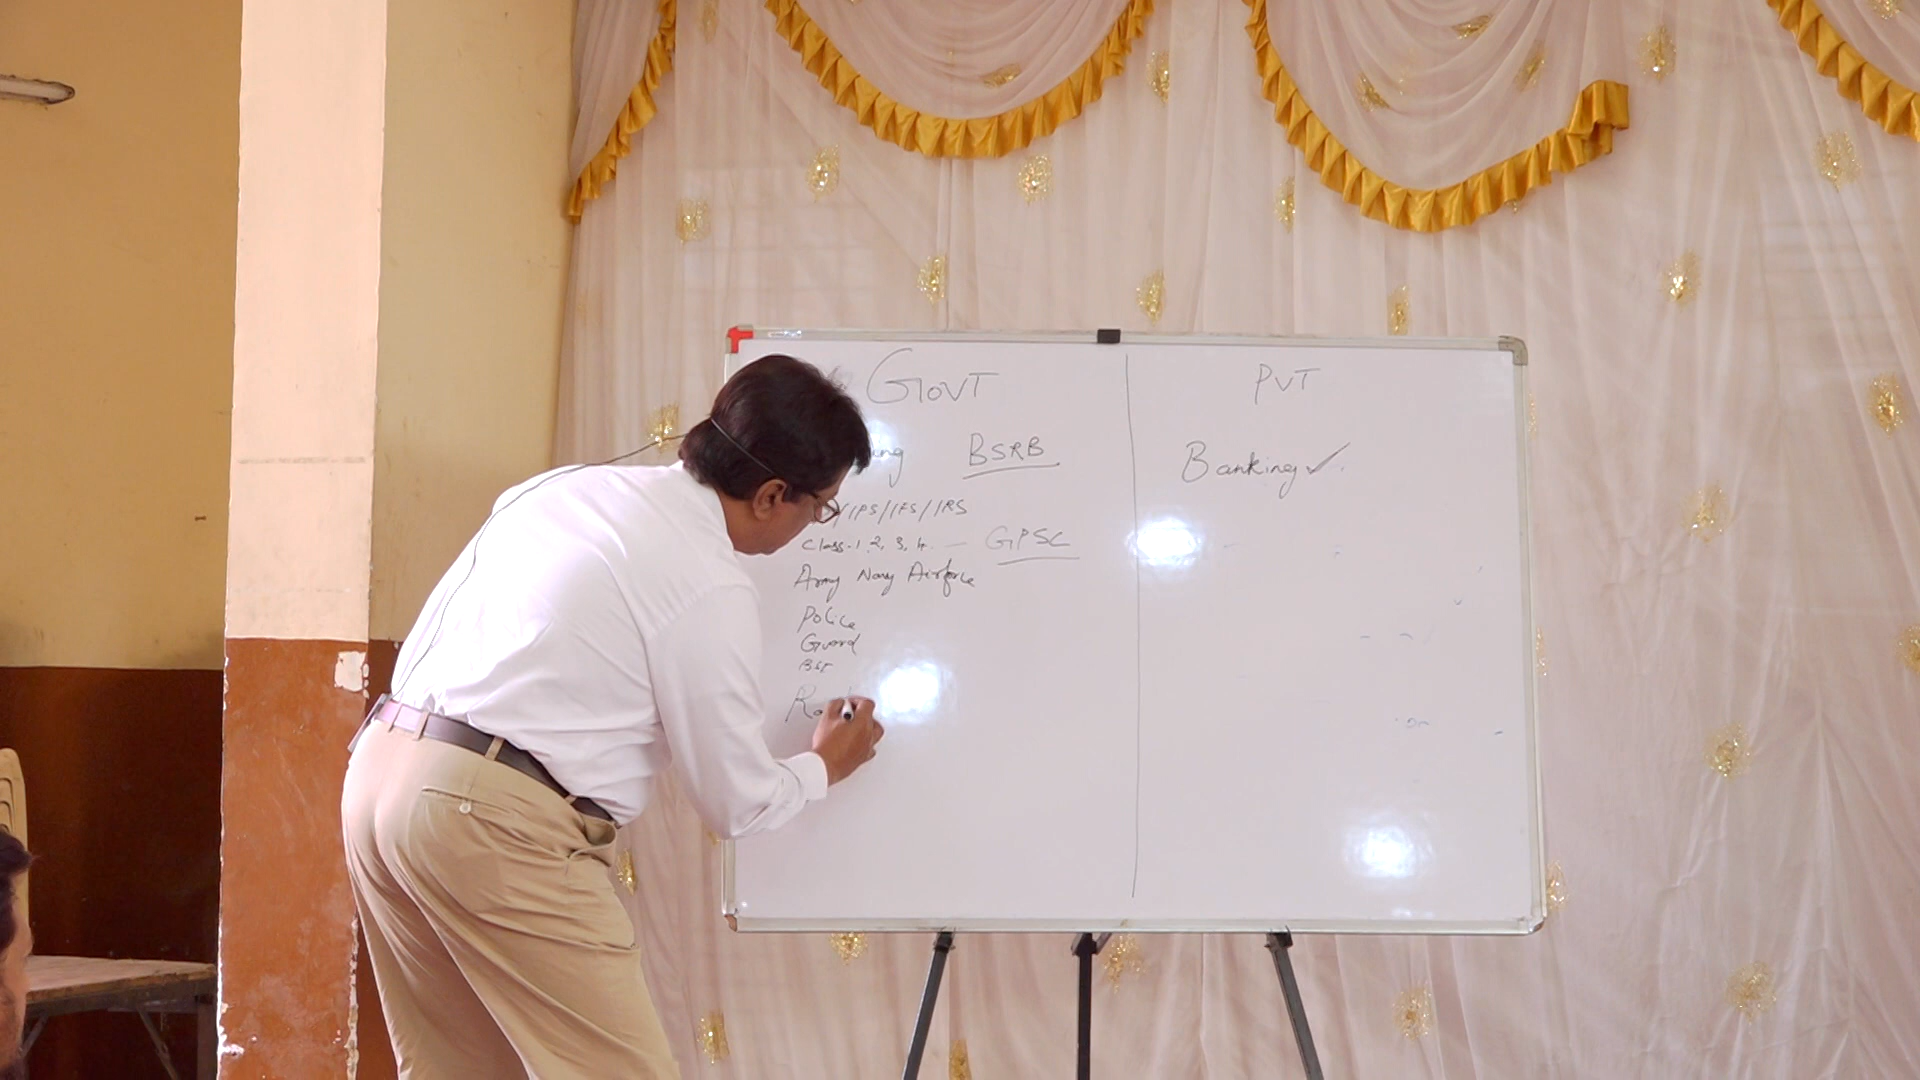 GOVT
BSRB
/IPS/IFS/IRS
Class-1, 2, 3, 4. — GPSC
Army Navy Airforce
Police
Guard
BSF
PVT
Banking ✓